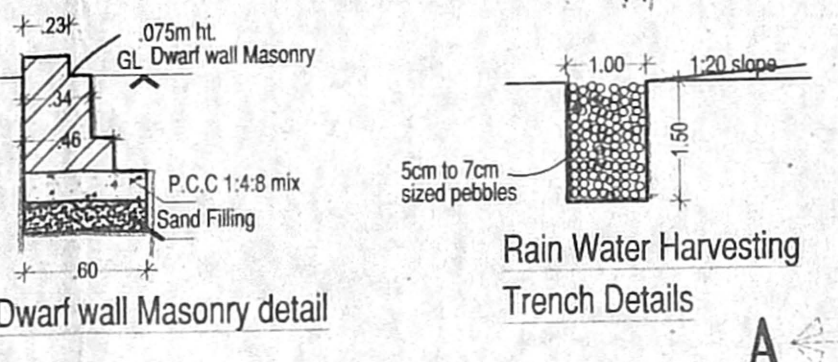 .23
.075m ht.
GL Dwarf wall Masonry
.34
.46
P.C.C 1:4:8 mix
Sand Filling
.60
Dwarf wall Masonry detail
1.00
1:20 slope
1.50
5cm to 7cm
sized pebbles
Rain Water Harvesting
Trench Details
A